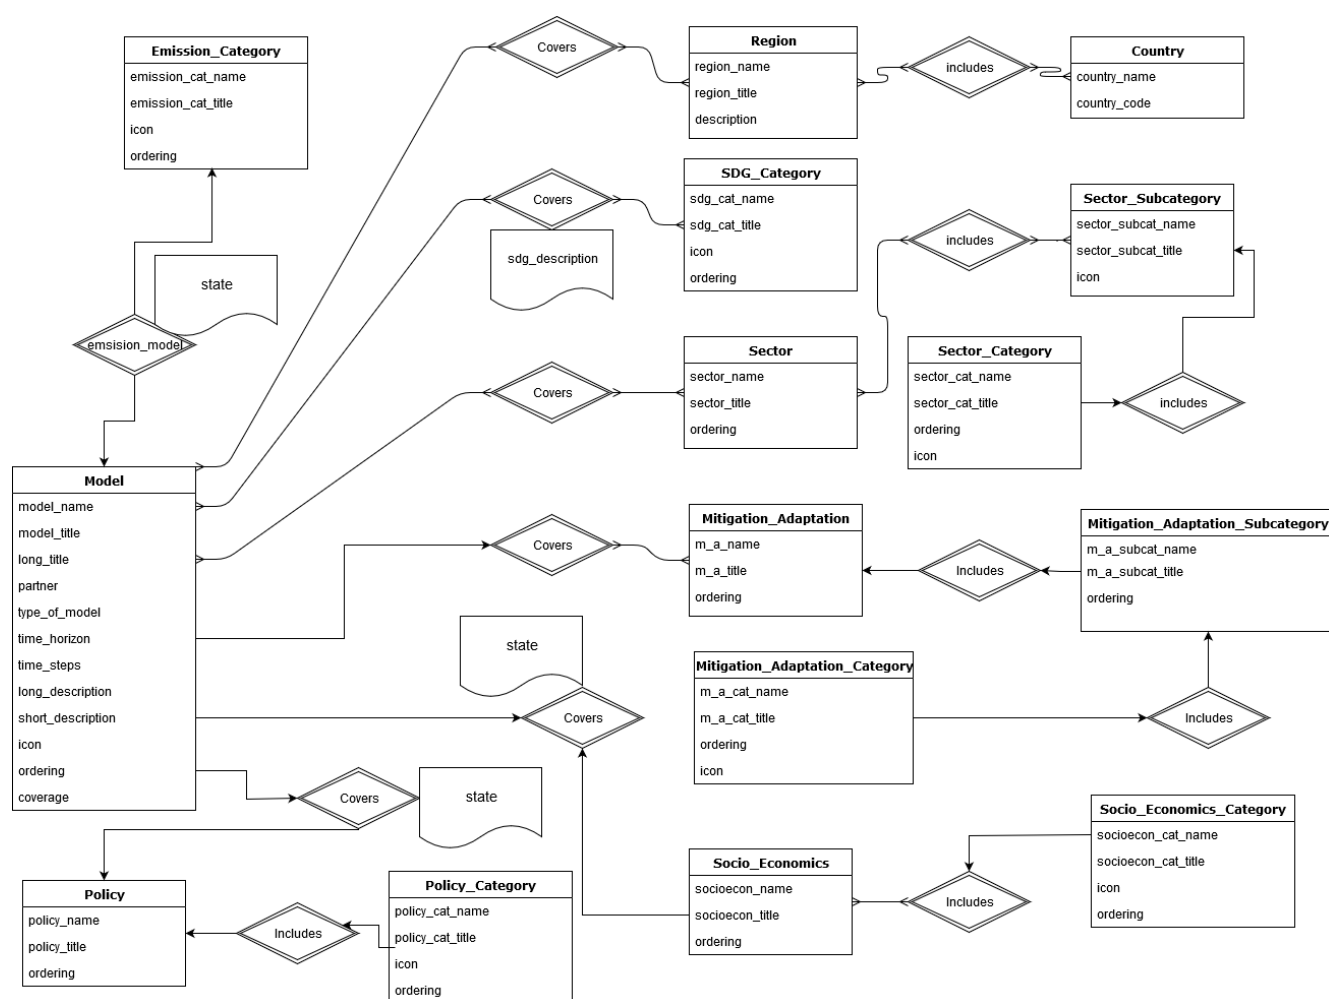 Emission_Category
emission_cat_name
emission_cat_title
icon
ordering
Covers
Region
region_name
region_title
description
includes
Country
country_name
country_code
Covers
sdg_description
SDG_Category
sdg_cat_name
sdg_cat_title
icon
ordering
includes
Sector_Subcategory
sector_subcat_name
sector_subcat_title
icon
state
emsision_model
Covers
Sector
sector_name
sector_title
ordering
Sector_Category
sector_cat_name
sector_cat_title
ordering
icon
includes
Model
model_name
model_title
long_title
partner
type_of_model
time_horizon
time_steps
long_description
short_description
icon
ordering
coverage
Covers
Mitigation_Adaptation
m_a_name
m_a_title
ordering
Includes
Mitigation_Adaptation_Subcategory
m_a_subcat_name
m_a_subcat_title
ordering
state
Covers
Mitigation_Adaptation_Category
m_a_cat_name
m_a_cat_title
ordering
icon
Includes
Covers
state
Socio_Economics
socioecon_name
socioecon_title
ordering
Includes
Socio_Economics_Category
socioecon_cat_name
socioecon_cat_title
icon
ordering
Policy
policy_name
policy_title
ordering
Includes
Policy_Category
policy_cat_name
policy_cat_title
icon
ordering